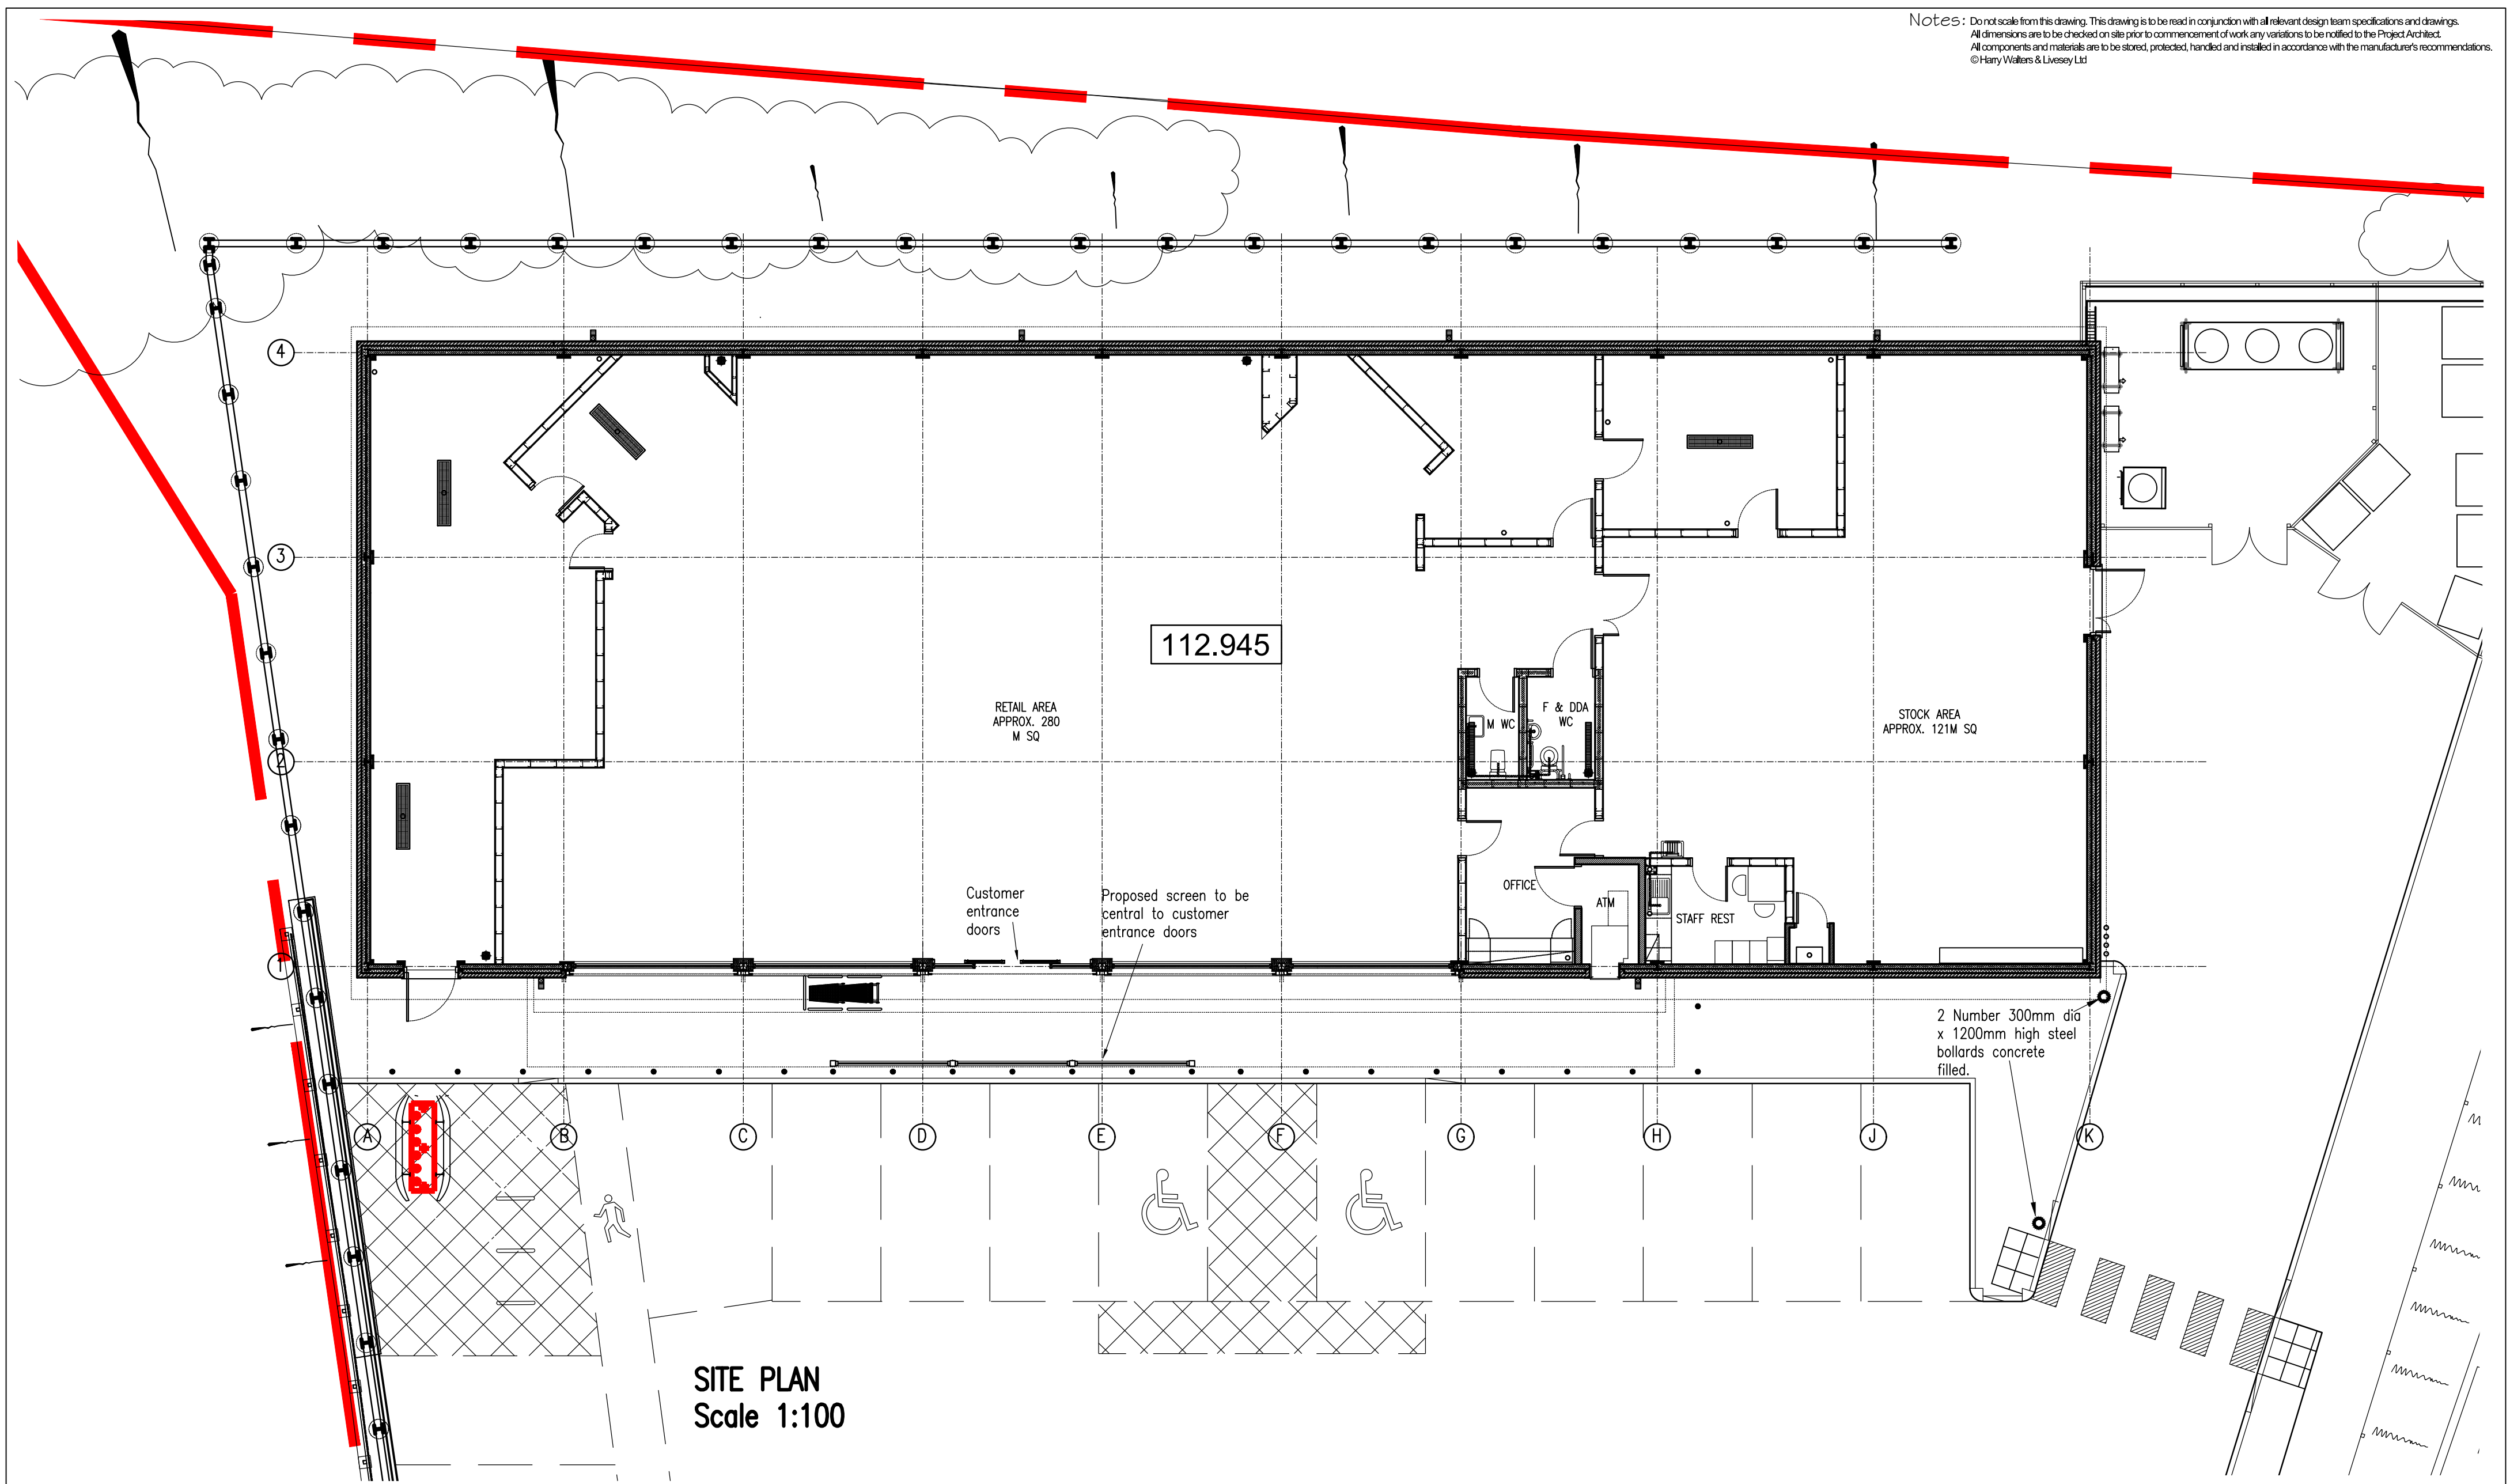 Notes: Do not scale from this drawing. This drawing is to be read in conjunction with all relevant design team specifications and drawings.
All dimensions are to be checked on site prior to commencement of work any variations to be notified to the Project Architect.
All components and materials are to be stored, protected, handled and installed in accordance with the manufacturer's recommendations.
© Harry Walters & Livesey Ltd
4
3
112.945
RETAIL AREA
APPROX. 280
M SQ
M WC
F & DDA
WC
STOCK AREA
APPROX. 121M SQ
2
OFFICE
ATM
STAFF REST
Customer
entrance
doors
Proposed screen to be
central to customer
entrance doors
1
2 Number 300mm dia
x 1200mm high steel
bollards concrete
filled.
A B C D E F G H J K
SITE PLAN
Scale 1:100